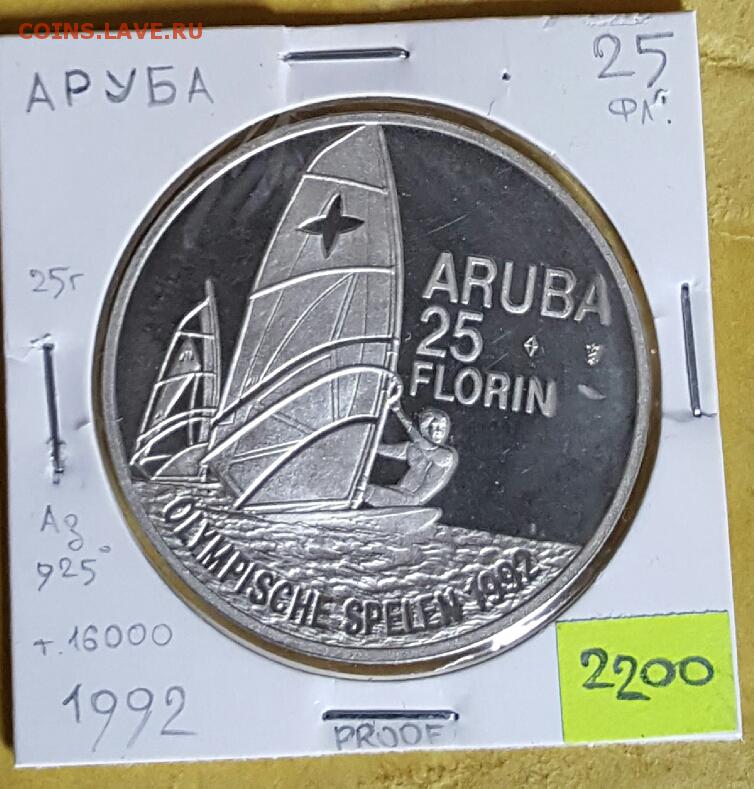 COINS.LAVE.RU
АРУБА
25
ФЛ.
25г
Ag
925°
т.16000
1992
ARUBA
25
FLORIN
OLYMPISCHE SPELEN 1992
2200
PROOF